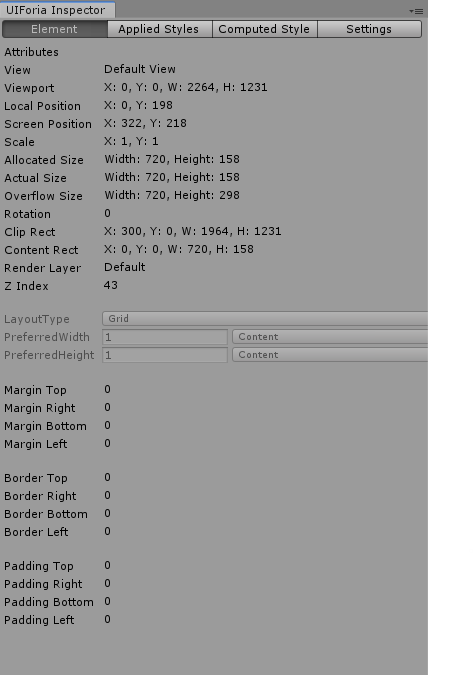 UIForia Inspector
Element Applied Styles Computed Style Settings
Attributes
View Default View
Viewport X: 0, Y: 0, W: 2264, H: 1231
Local Position X: 0, Y: 198
Screen Position X: 322, Y: 218
Scale X: 1, Y: 1
Allocated Size Width: 720, Height: 158
Actual Size Width: 720, Height: 158
Overflow Size Width: 720, Height: 298
Rotation 0
Clip Rect X: 300, Y: 0, W: 1964, H: 1231
Content Rect X: 0, Y: 0, W: 720, H: 158
Render Layer Default
Z Index 43
LayoutType Grid
PreferredWidth 1 Content
PreferredHeight 1 Content
Margin Top 0
Margin Right 0
Margin Bottom 0
Margin Left 0
Border Top 0
Border Right 0
Border Bottom 0
Border Left 0
Padding Top 0
Padding Right 0
Padding Bottom 0
Padding Left 0